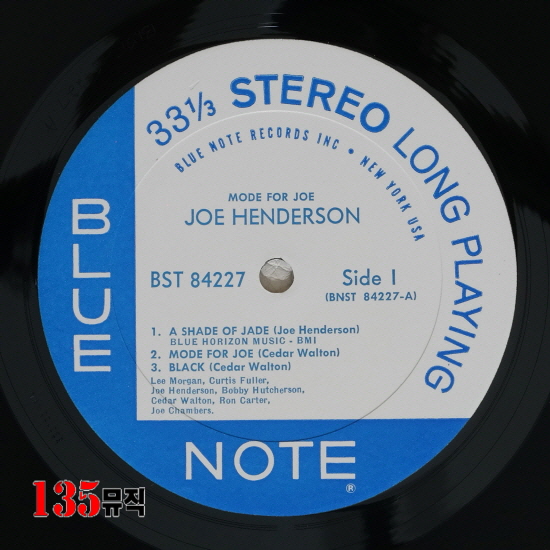 33⅓ STEREO LONG PLAYING
BLUE NOTE RECORDS INC • NEW YORK USA
MODE FOR JOE
JOE HENDERSON
BLUE
BST 84227
Side 1
(BNST 84227-A)
1. A SHADE OF JADE (Joe Henderson)
BLUE HORIZON MUSIC - BMI
2. MODE FOR JOE (Cedar Walton)
3. BLACK (Cedar Walton)
Lee Morgan, Curtis Fuller,
Joe Henderson, Bobby Hutcherson,
Cedar Walton, Ron Carter,
Joe Chambers.
NOTE®
135뮤직